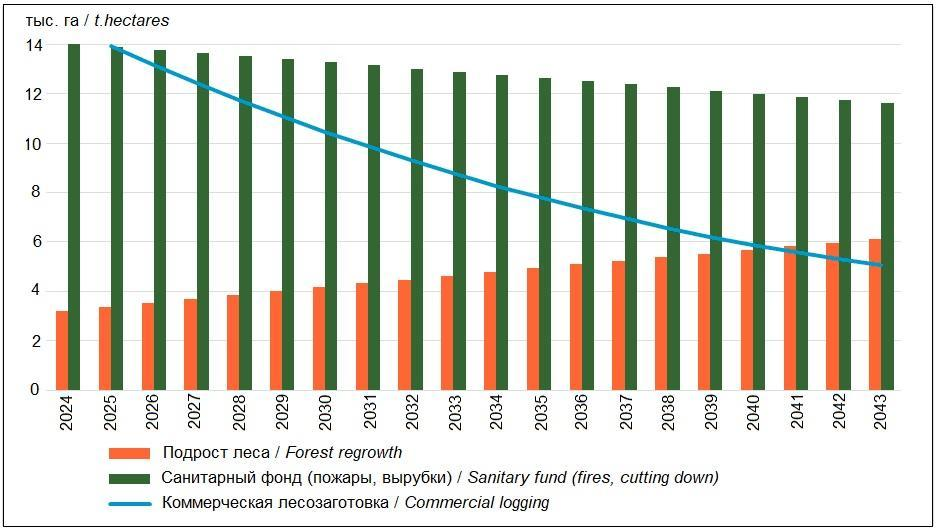 тыс. га / t.hectares
14
12
10
8
6
4
2
0
2024 2025 2026 2027 2028 2029 2030 2031 2032 2033 2034 2035 2036 2037 2038 2039 2040 2041 2042 2043
Подрост леса / Forest regrowth
Санитарный фонд (пожары, вырубки) / Sanitary fund (fires, cutting down)
Коммерческая лесозаготовка / Commercial logging